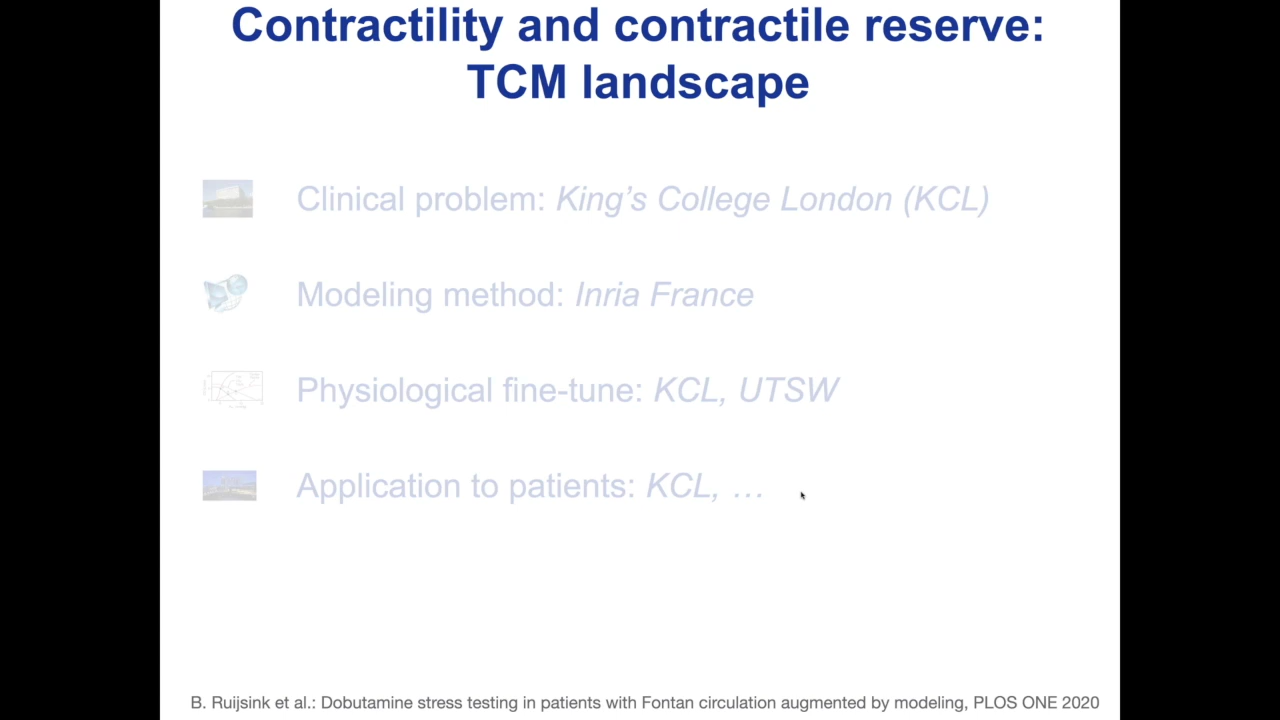 Contractility and contractile reserve:
TCM landscape
Clinical problem: King's College London (KCL)
Modeling method: Inria France
Physiological fine-tune: KCL, UTSW
Application to patients: KCL, …
B. Ruijsink et al.: Dobutamine stress testing in patients with Fontan circulation augmented by modeling, PLOS ONE 2020